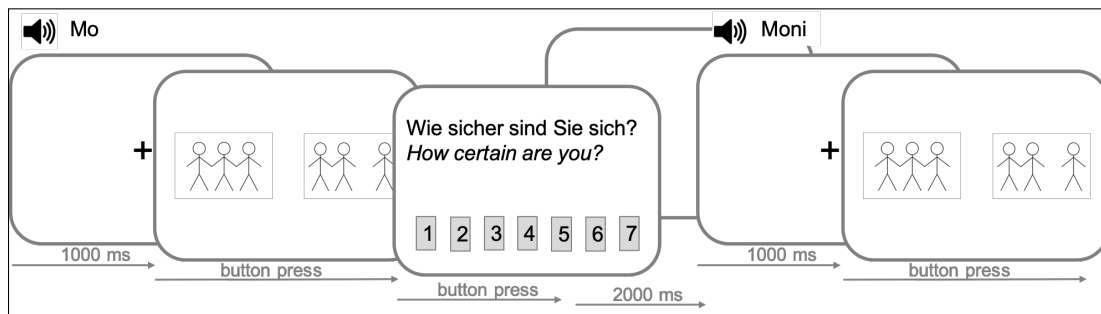 Mo
Moni
+
Wie sicher sind Sie sich?
How certain are you?
+
1 2 3 4 5 6 7
1000 ms
button press
button press
2000 ms
1000 ms
button press